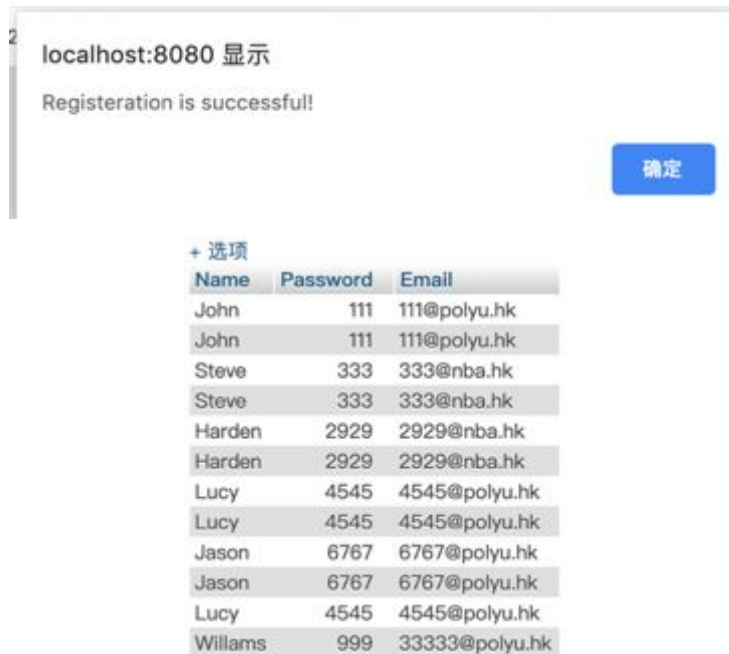 2
localhost:8080 显示
Registeration is successful!
确定
+ 选项
Name Password Email
John 111 111@polyu.hk
John 111 111@polyu.hk
Steve 333 333@nba.hk
Steve 333 333@nba.hk
Harden 2929 2929@nba.hk
Harden 2929 2929@nba.hk
Lucy 4545 4545@polyu.hk
Lucy 4545 4545@polyu.hk
Jason 6767 6767@polyu.hk
Jason 6767 6767@polyu.hk
Lucy 4545 4545@polyu.hk
Willams 999 33333@polyu.hk